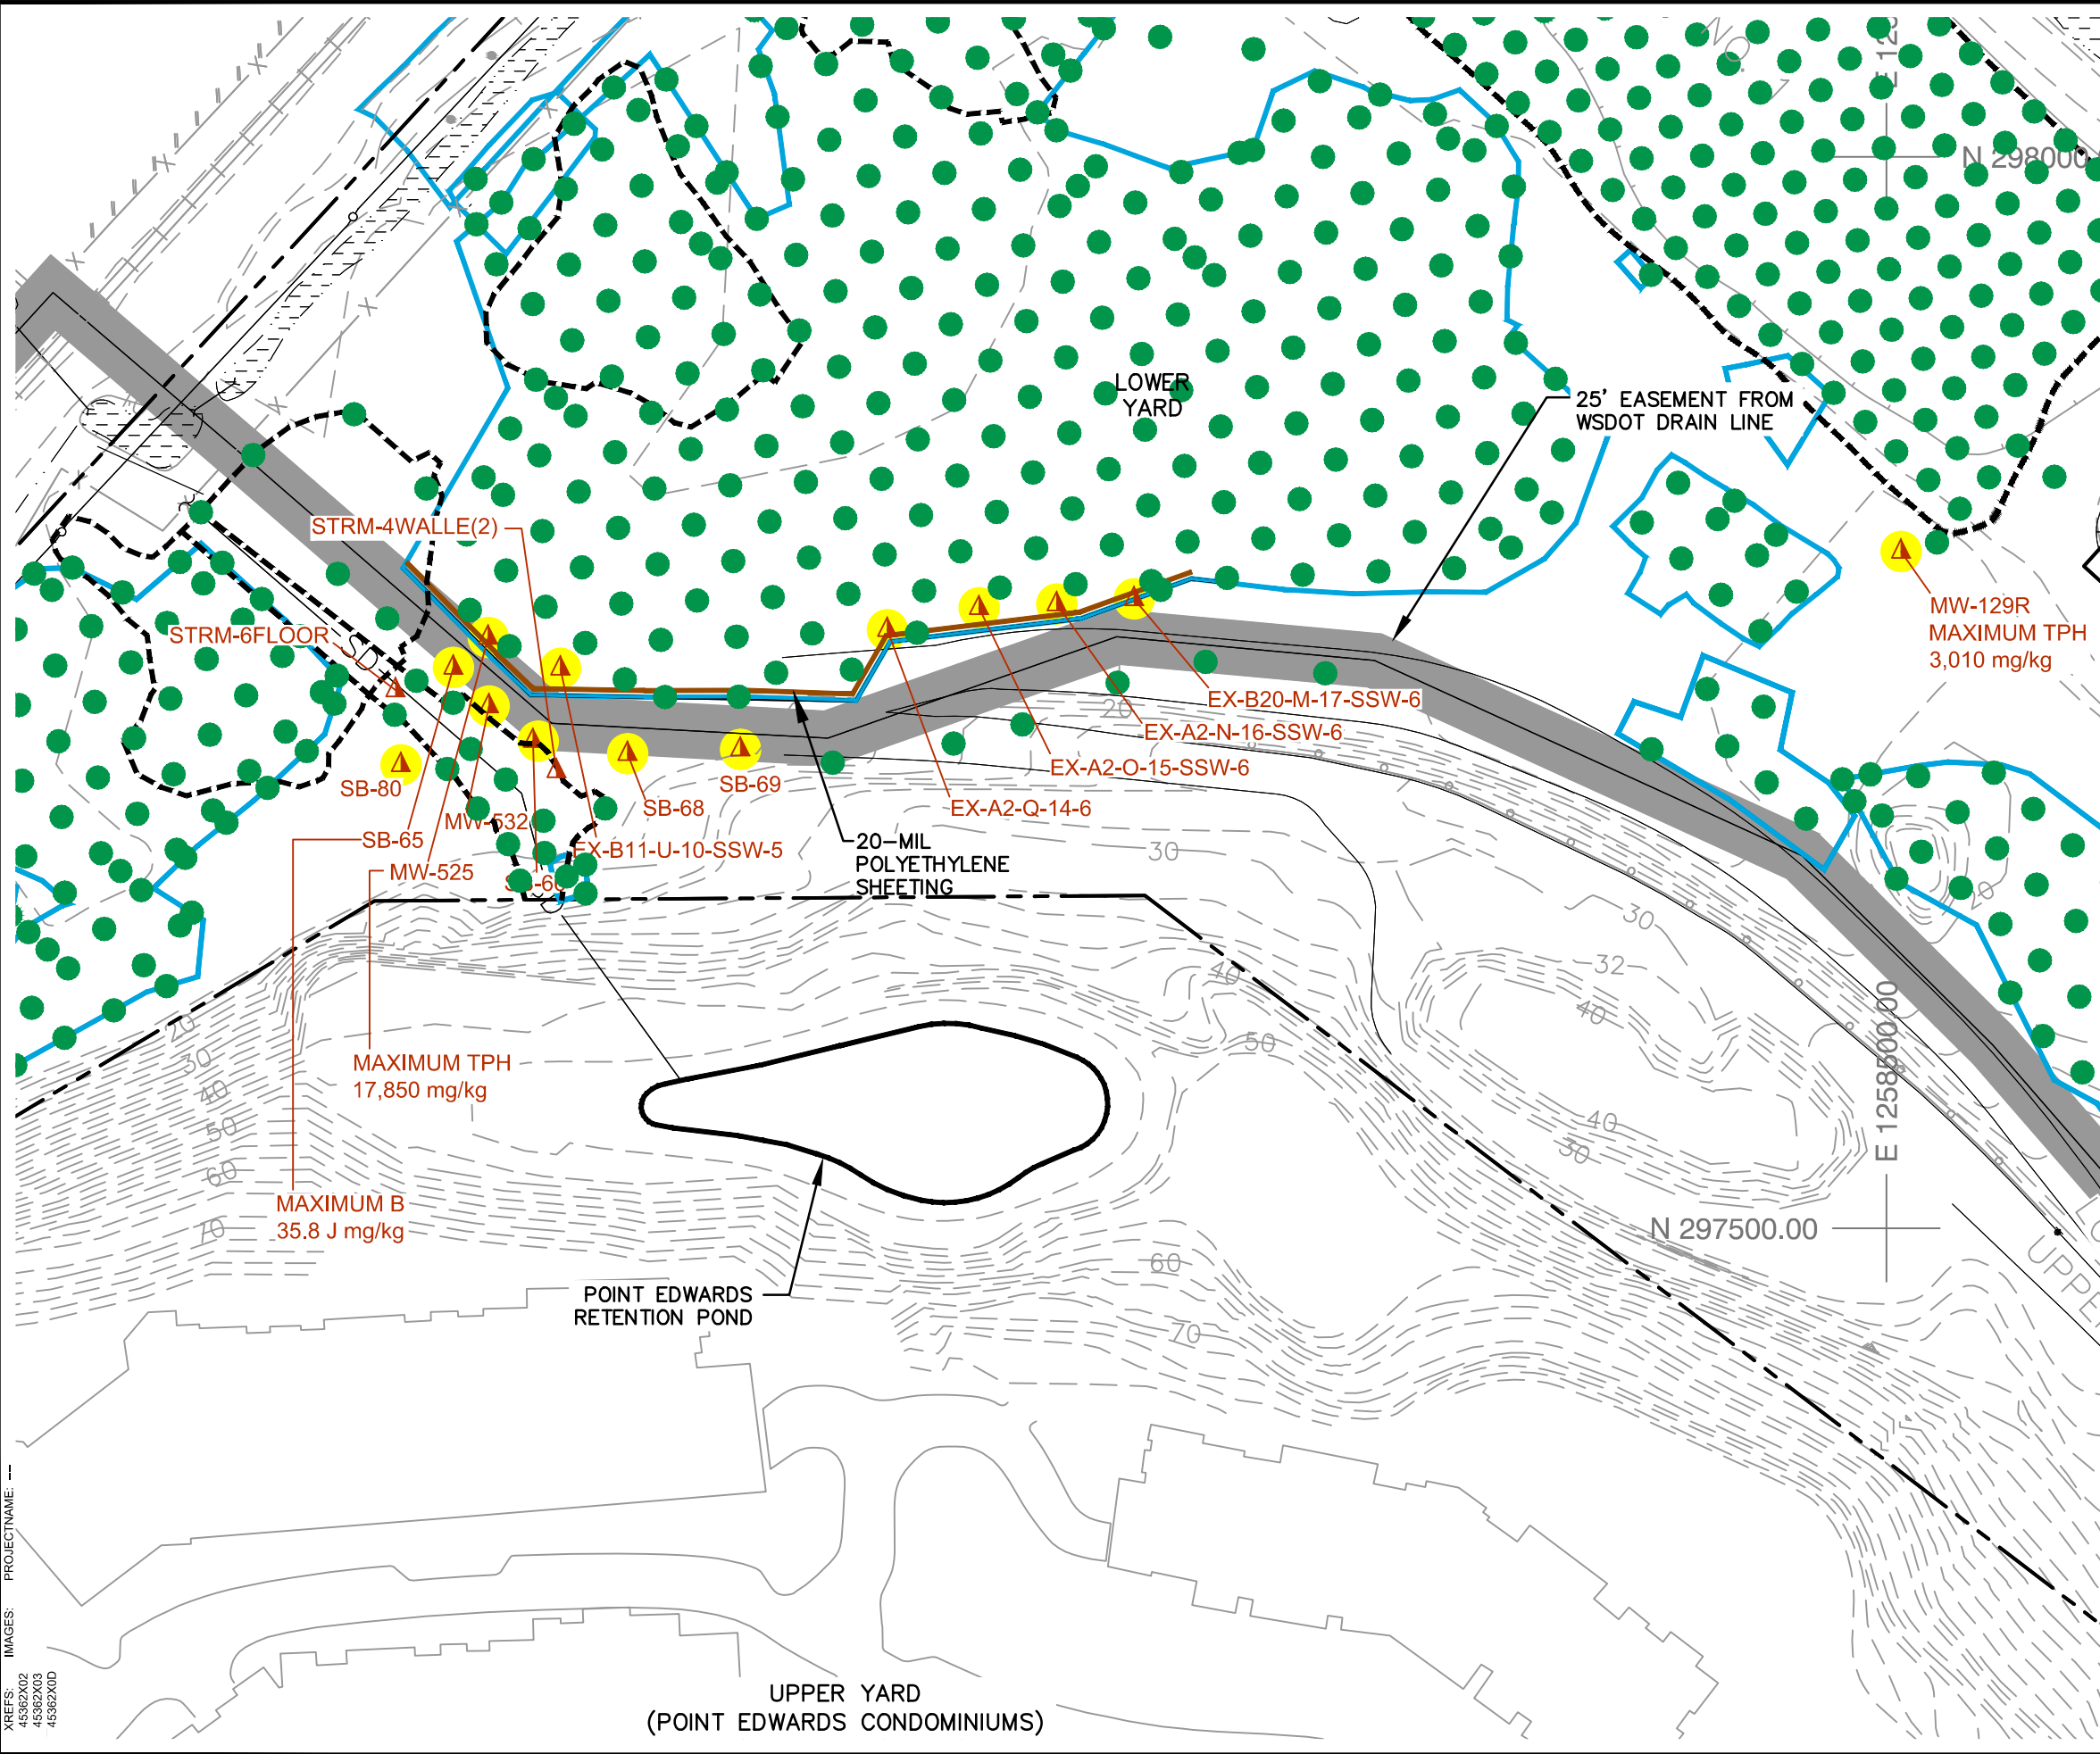 NO. 1
N 298000
LOWER
YARD
25' EASEMENT FROM
WSDOT DRAIN LINE
STRM-4WALLE(2)
STRM-6FLOOR
SD
MW-129R
MAXIMUM TPH
3,010 mg/kg
EX-B20-M-17-SSW-6
20
EX-A2-N-16-SSW-6
EX-A2-O-15-SSW-6
SB-80
SB-69
SB-68
EX-A2-Q-14-6
MW-532
SB-65
20-MIL
POLYETHYLENE
SHEETING
EX-B11-U-10-SSW-5
30
MW-525
20
30
32
40
40
50
E 1258500.00
20
30
40
50
60
70
MAXIMUM TPH
17,850 mg/kg
40
30
MAXIMUM B
35.8 J mg/kg
N 297500.00
60
POINT EDWARDS
RETENTION POND
70
UPPER YARD
(POINT EDWARDS CONDOMINIUMS)
PROJECTNAME: ---
IMAGES:
XREFS:
45362X02
45362X03
45362X0D